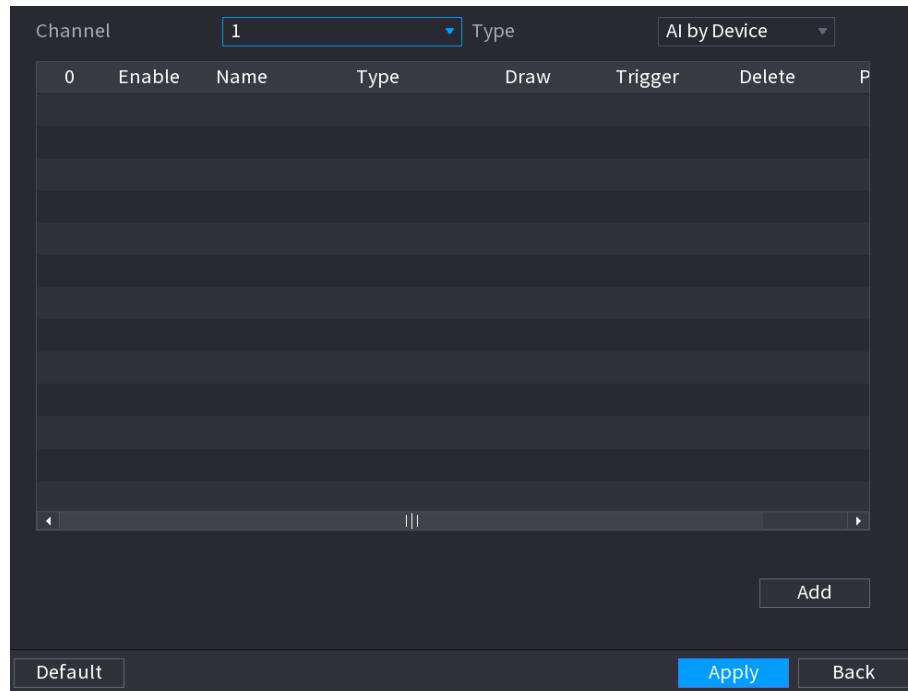 Channel 1 Type AI by Device
0 Enable Name Type Draw Trigger Delete P
Add
Default Apply Back